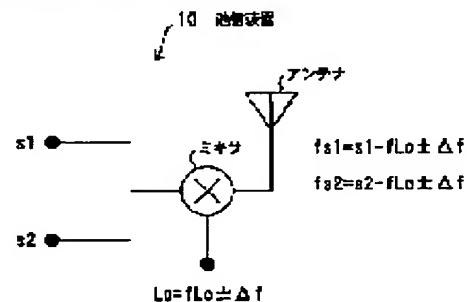 10 通信装置
アンテナ
s1
ミキサ
fs1=s1-fLo±Δf
fs2=s2-fLo±Δf
s2
Lo=fLo±Δf